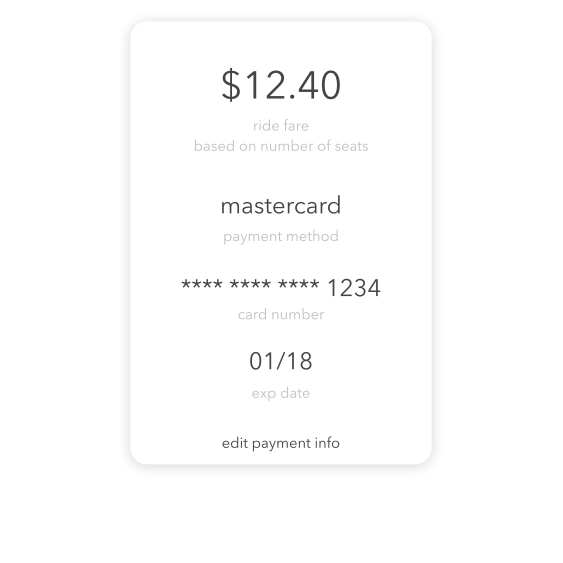 $12.40
ride fare
based on number of seats
mastercard
payment method
**** **** **** 1234
card number
01/18
exp date
edit payment info